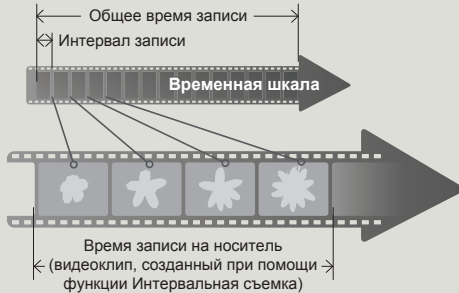 Общее время записи
Интервал записи
Временная шкала
Время записи на носитель
(видеоклип, созданный при помощи
функции Интервальная съемка)